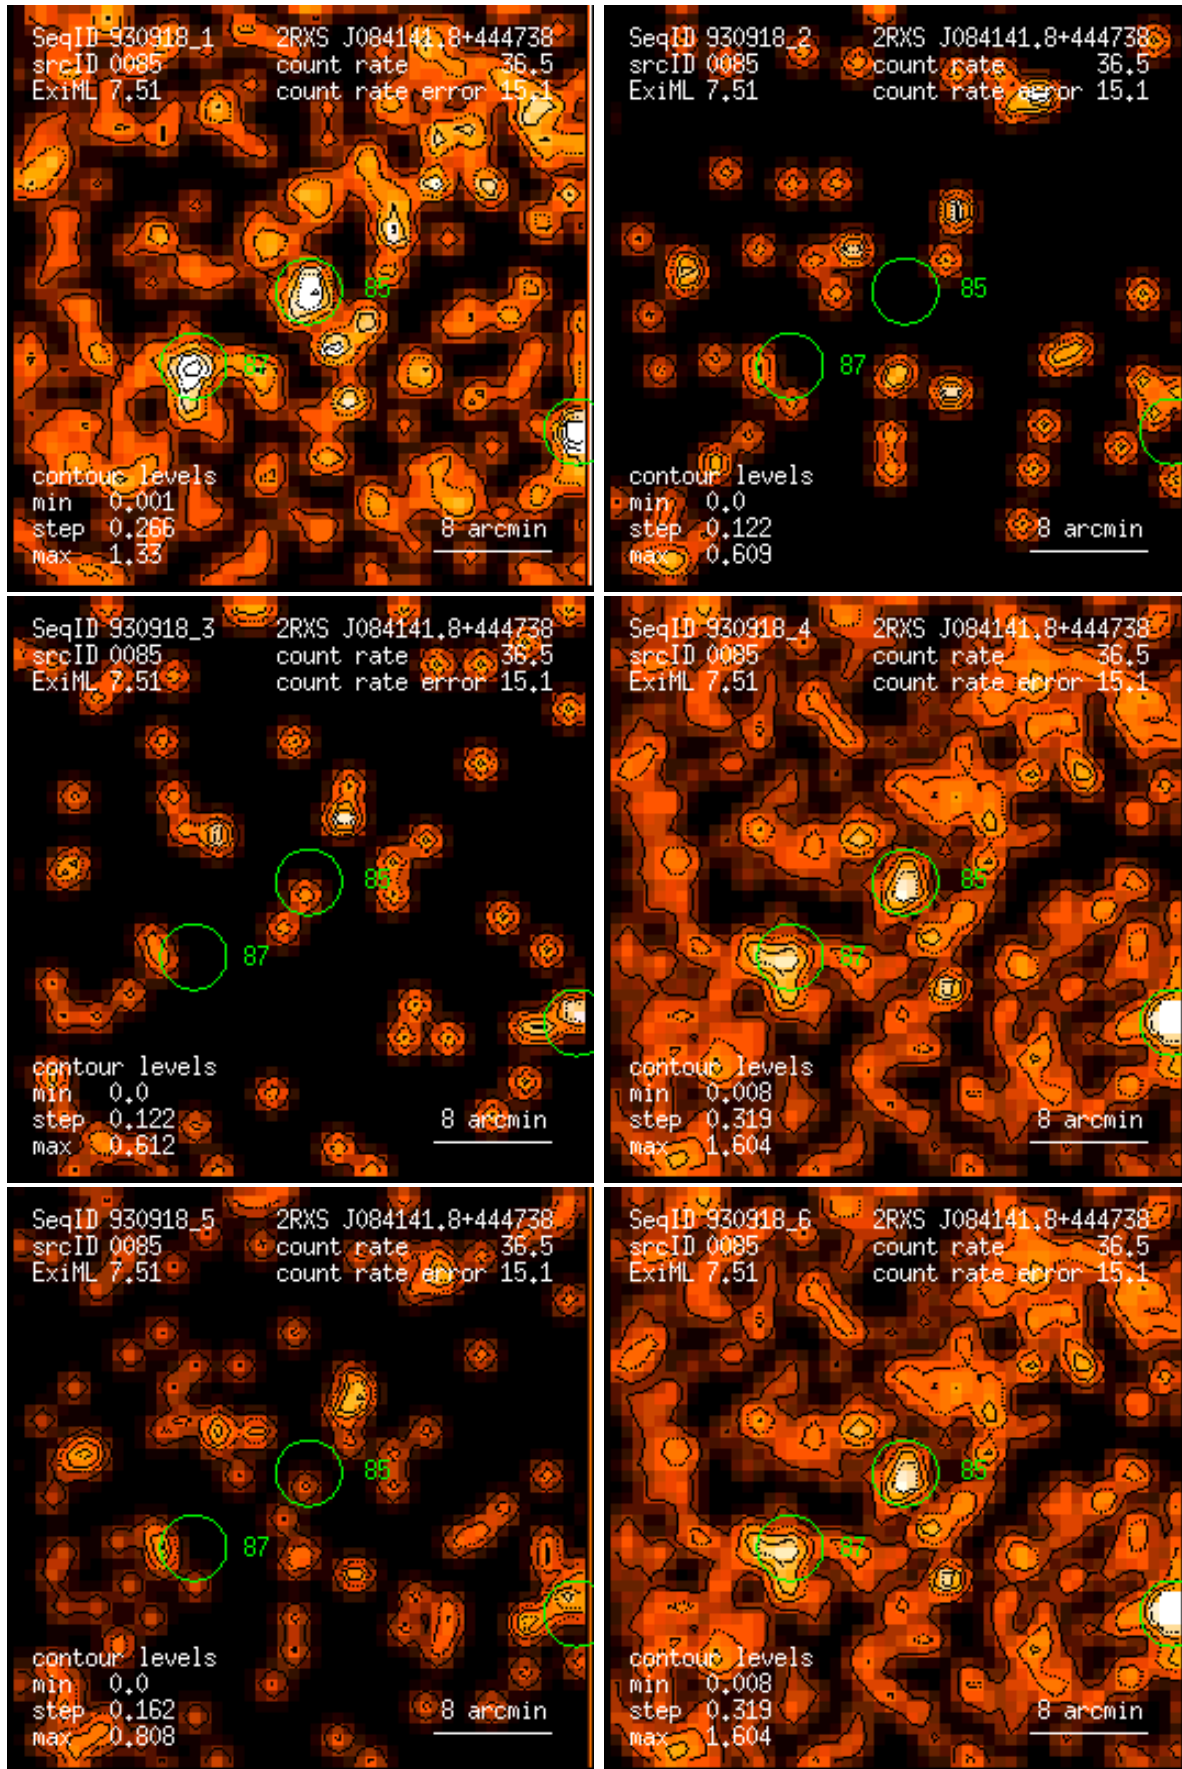 SeqID 930918_1 2RXS J084141.8+444738
srcID 0085 count rate 36.5
ExiML 7.51 count rate error 15.1
85
87
contour levels
min 0.001
step 0.266 8 arcmin
max 1.33
SeqID 930918_2 2RXS J084141.8+444738
srcID 0085 count rate 36.5
ExiML 7.51 count rate error 15.1
85
87
contour levels
min 0.0
step 0.122 8 arcmin
max 0.609
SeqID 930918_3 2RXS J084141.8+444738
srcID 0085 count rate 36.5
ExiML 7.51 count rate error 15.1
85
87
contour levels
min 0.0
step 0.122 8 arcmin
max 0.612
SeqID 930918_4 2RXS J084141.8+444738
srcID 0085 count rate 36.5
ExiML 7.51 count rate error 15.1
85
87
contour levels
min 0.008
step 0.319 8 arcmin
max 1.604
SeqID 930918_5 2RXS J084141.8+444738
srcID 0085 count rate 36.5
ExiML 7.51 count rate error 15.1
85
87
contour levels
min 0.0
step 0.162 8 arcmin
max 0.808
SeqID 930918_6 2RXS J084141.8+444738
srcID 0085 count rate 36.5
ExiML 7.51 count rate error 15.1
85
87
contour levels
min 0.008
step 0.319 8 arcmin
max 1.604